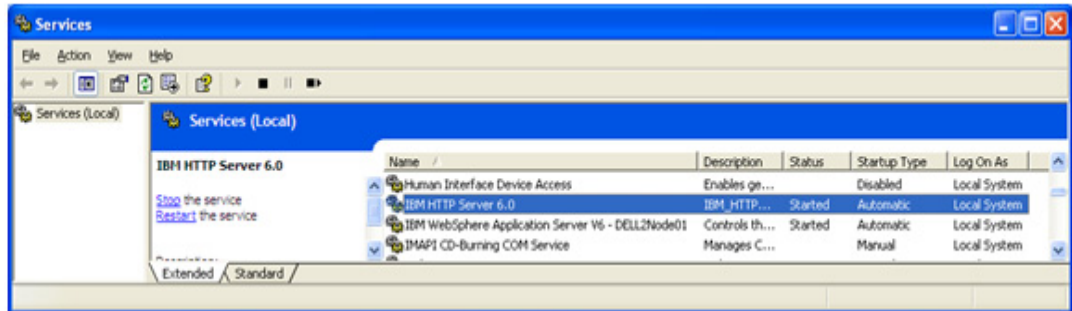 Services
File Action View Help
Services (Local)
Services (Local)
IBM HTTP Server 6.0
Stop the service
Restart the service
Name Description Status Startup Type Log On As
Human Interface Device Access Enables ge... Disabled Local System
IBM HTTP Server 6.0 IBM_HTTP... Started Automatic Local System
IBM WebSphere Application Server V6 - DELL2Node01 Controls th... Started Automatic Local System
IMAPI CD-Burning COM Service Manages C... Manual Local System
Extended Standard